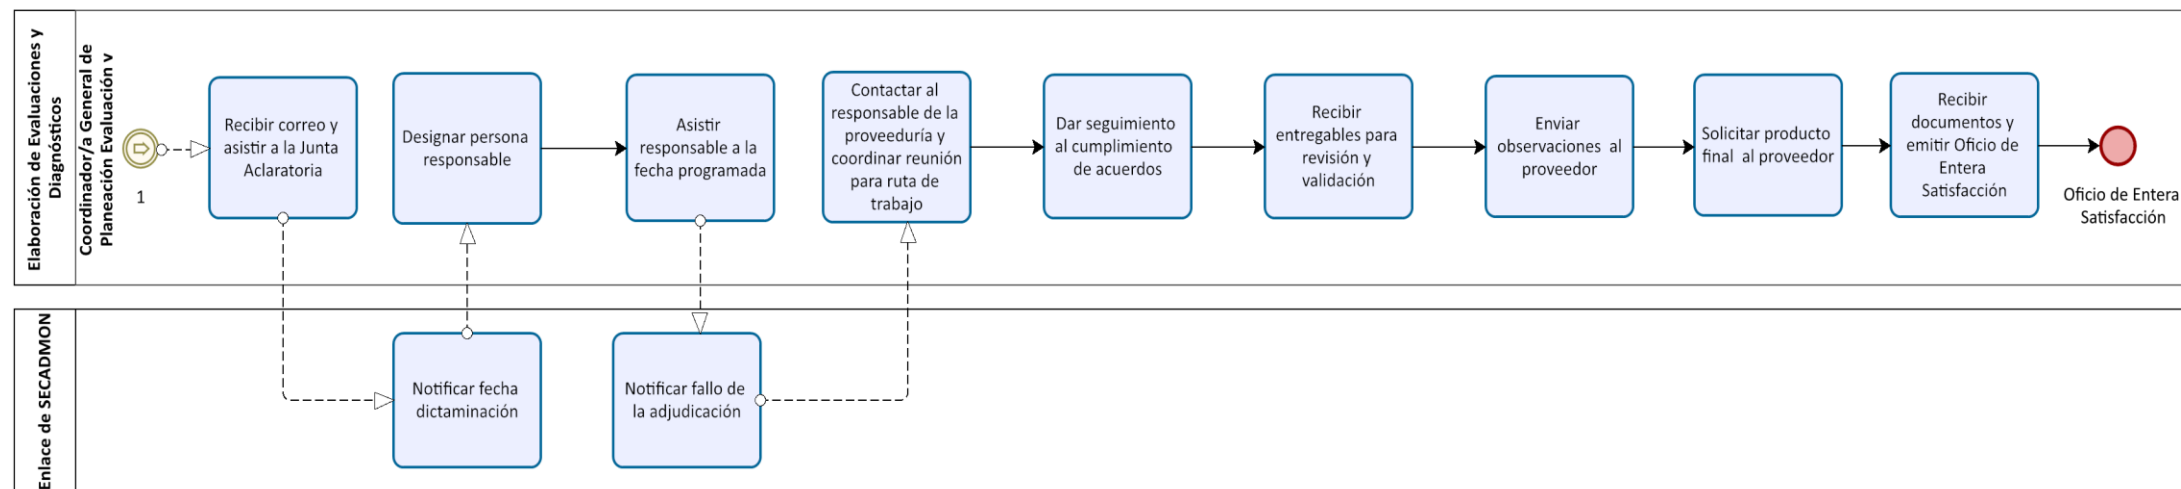 Elaboración de Evaluaciones y
Diagnósticos
Coordinador/a General de
Planeación Evaluación y
1
Recibir correo y
asistir a la Junta
Aclaratoria
Designar persona
responsable
Asistir
responsable a la
fecha programada
Contactar al
responsable de la
proveeduría y
coordinar reunión
para ruta de
trabajo
Dar seguimiento
al cumplimiento
de acuerdos
Recibir
entregables para
revisión y
validación
Enviar
observaciones al
proveedor
Solicitar producto
final al proveedor
Recibir
documentos y
emitir Oficio de
Entera
Satisfacción
Oficio de Entera
Satisfacción
Enlace de SECADMON
Notificar fecha
dictaminación
Notificar fallo de
la adjudicación